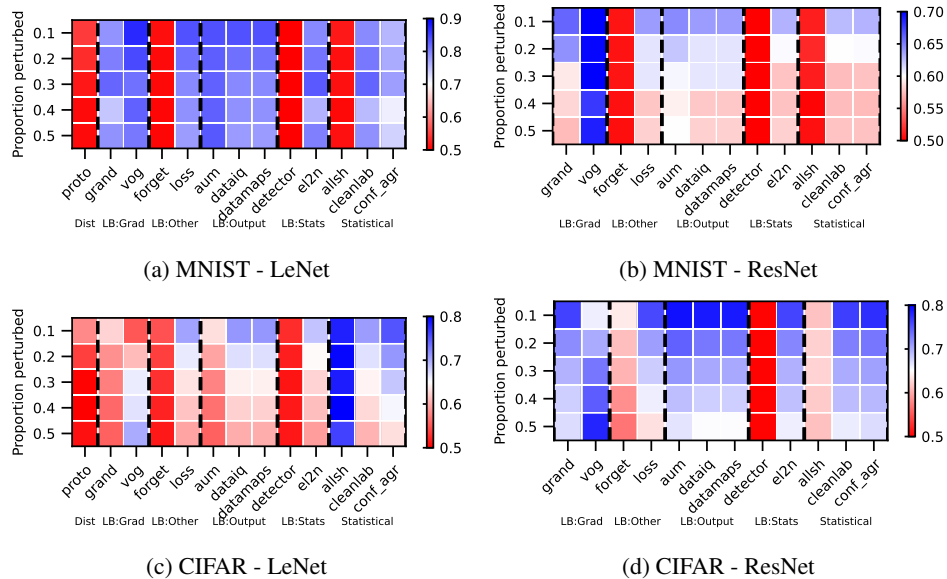 Proportion perturbed
0.1
0.2
0.3
0.4
0.5
proto grand vog forget loss aum dataiq datamaps detector el2n allsh cleanlab conf_agr
Dist LB:Grad LB:Other LB:Output LB:Stats Statistical
0.9
0.8
0.7
0.6
0.5
(a) MNIST - LeNet
Proportion perturbed
0.1
0.2
0.3
0.4
0.5
grand vog forget loss aum dataiq datamaps detector el2n allsh cleanlab conf_agr
LB:Grad LB:Other LB:Output LB:Stats Statistical
0.70
0.65
0.60
0.55
0.50
(b) MNIST - ResNet
Proportion perturbed
0.1
0.2
0.3
0.4
0.5
proto grand vog forget loss aum dataiq datamaps detector el2n allsh cleanlab conf_agr
Dist LB:Grad LB:Other LB:Output LB:Stats Statistical
0.8
0.7
0.6
0.5
(c) CIFAR - LeNet
Proportion perturbed
0.1
0.2
0.3
0.4
0.5
grand vog forget loss aum dataiq datamaps detector el2n allsh cleanlab conf_agr
LB:Grad LB:Other LB:Output LB:Stats Statistical
0.8
0.7
0.6
0.5
(d) CIFAR - ResNet